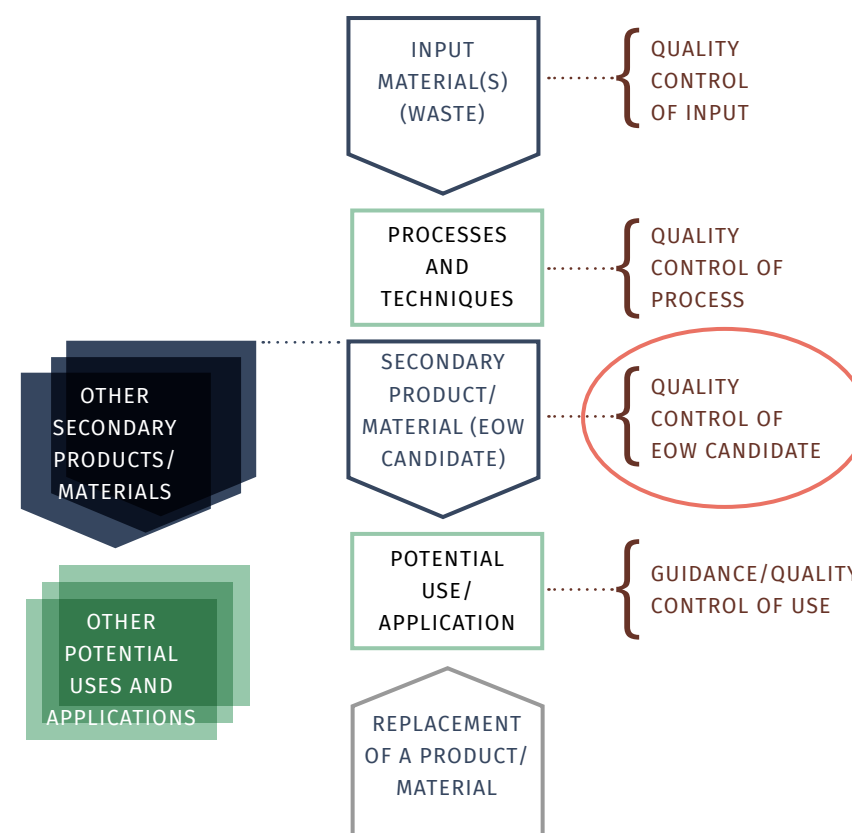 INPUT
MATERIAL(S)
(WASTE)
QUALITY
CONTROL
OF INPUT
PROCESSES
AND
TECHNIQUES
QUALITY
CONTROL OF
PROCESS
OTHER
SECONDARY
PRODUCTS/
MATERIALS
SECONDARY
PRODUCT/
MATERIAL (EOW
CANDIDATE)
QUALITY
CONTROL OF
EOW CANDIDATE
OTHER
POTENTIAL
USES AND
APPLICATIONS
POTENTIAL
USE/
APPLICATION
GUIDANCE/QUALITY
CONTROL OF USE
REPLACEMENT
OF A PRODUCT/
MATERIAL